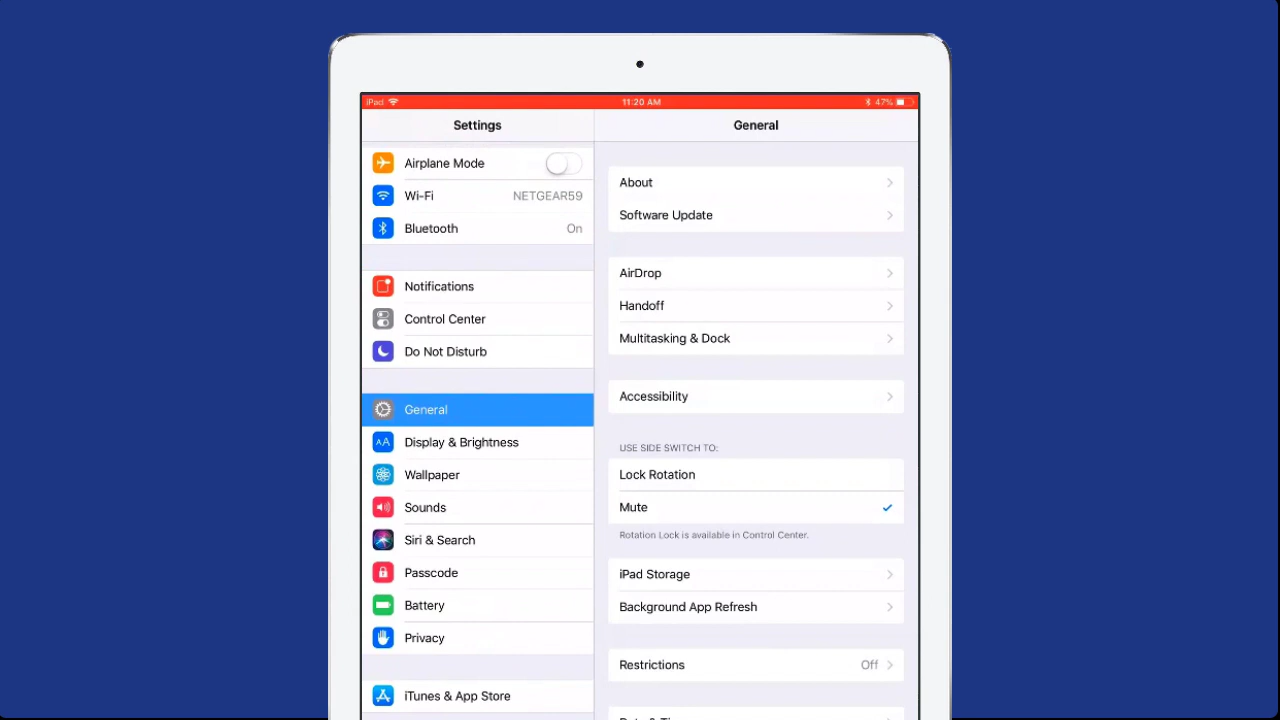 iPad 11:20 AM 47%
Settings
Airplane Mode
Wi-Fi NETGEAR59
Bluetooth On
Notifications
Control Center
Do Not Disturb
General
AA Display & Brightness
Wallpaper
Sounds
Siri & Search
Passcode
Battery
Privacy
iTunes & App Store
General
About
Software Update
AirDrop
Handoff
Multitasking & Dock
Accessibility
USE SIDE SWITCH TO:
Lock Rotation
Mute
Rotation Lock is available in Control Center.
iPad Storage
Background App Refresh
Restrictions Off